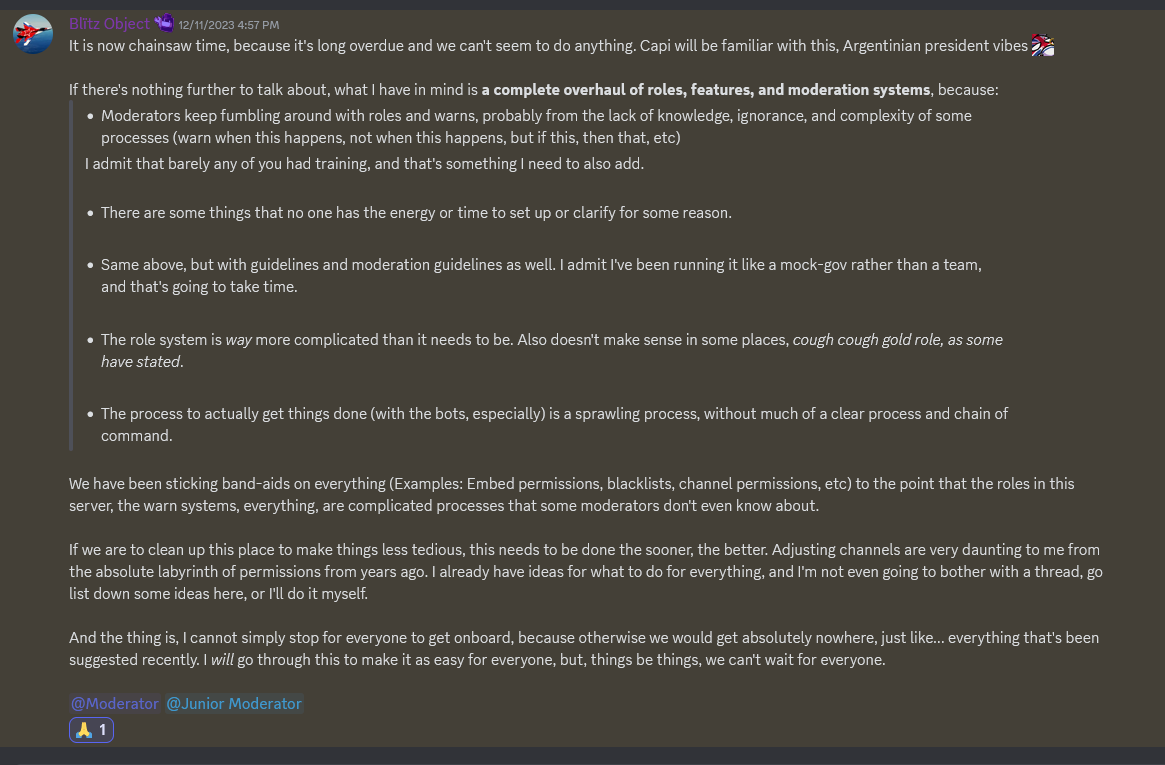 Blïtz Object 12/11/2023 4:57 PM
It is now chainsaw time, because it's long overdue and we can't seem to do anything. Capi will be familiar with this, Argentinian president vibes
If there's nothing further to talk about, what I have in mind is a complete overhaul of roles, features, and moderation systems, because:
• Moderators keep fumbling around with roles and warns, probably from the lack of knowledge, ignorance, and complexity of some
processes (warn when this happens, not when this happens, but if this, then that, etc)
I admit that barely any of you had training, and that's something I need to also add.
• There are some things that no one has the energy or time to set up or clarify for some reason.
• Same above, but with guidelines and moderation guidelines as well. I admit I've been running it like a mock-gov rather than a team,
and that's going to take time.
• The role system is way more complicated than it needs to be. Also doesn't make sense in some places, cough cough gold role, as some
have stated.
• The process to actually get things done (with the bots, especially) is a sprawling process, without much of a clear process and chain of
command.
We have been sticking band-aids on everything (Examples: Embed permissions, blacklists, channel permissions, etc) to the point that the roles in this
server, the warn systems, everything, are complicated processes that some moderators don't even know about.
If we are to clean up this place to make things less tedious, this needs to be done the sooner, the better. Adjusting channels are very daunting to me from
the absolute labyrinth of permissions from years ago. I already have ideas for what to do for everything, and I'm not even going to bother with a thread, go
list down some ideas here, or I'll do it myself.
And the thing is, I cannot simply stop for everyone to get onboard, because otherwise we would get absolutely nowhere, just like... everything that's been
suggested recently. I will go through this to make it as easy for everyone, but, things be things, we can't wait for everyone.
@Moderator @Junior Moderator
🙏 1